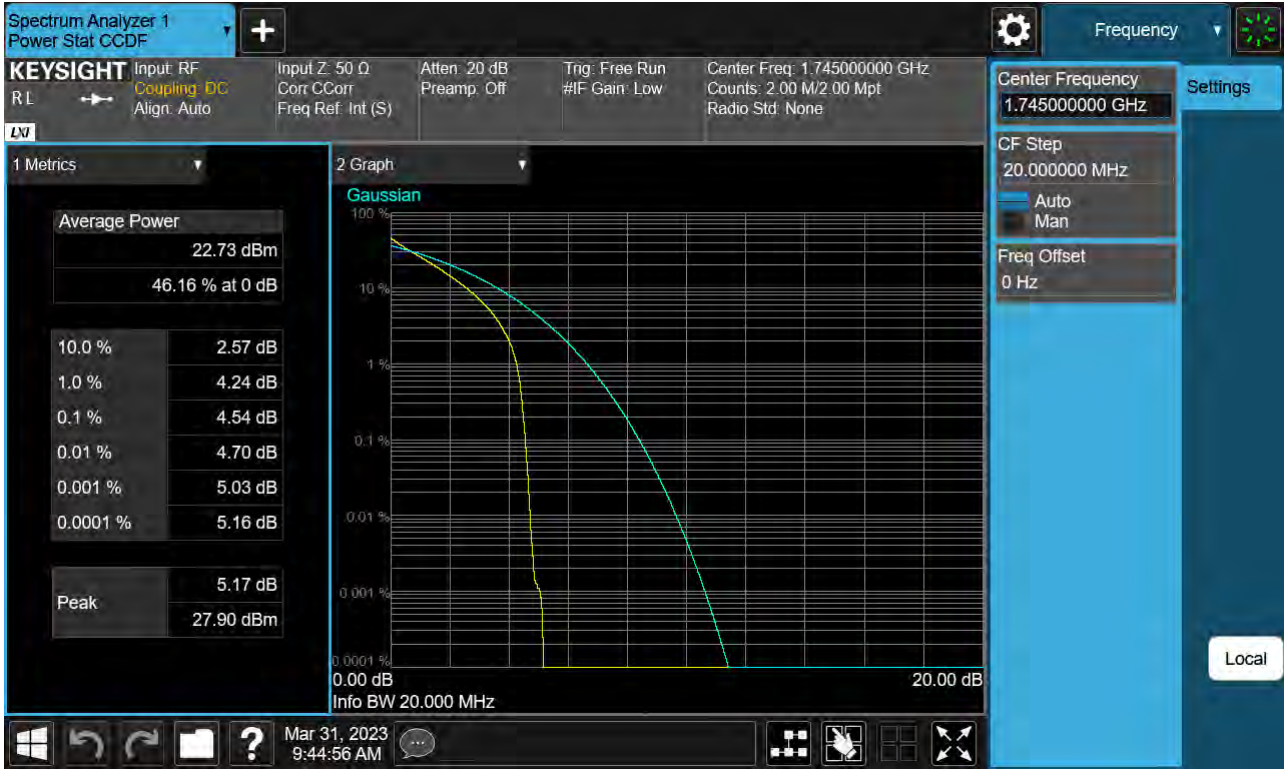 Spectrum Analyzer 1
Power Stat CCDF
+
Frequency
KEYSIGHT
RL
LXI
Input: RF
Coupling: DC
Align: Auto
Input Z: 50 Ω
Corr CCorr
Freq Ref: Int (S)
Atten: 20 dB
Preamp: Off
Trig: Free Run
#IF Gain: Low
Center Freq: 1.745000000 GHz
Counts: 2.00 M/2.00 Mpt
Radio Std: None
1 Metrics
Average Power
22.73 dBm
46.16 % at 0 dB
10.0 % 2.57 dB
1.0 % 4.24 dB
0.1 % 4.54 dB
0.01 % 4.70 dB
0.001 % 5.03 dB
0.0001 % 5.16 dB
Peak
5.17 dB
27.90 dBm
2 Graph
Gaussian
100 %
10 %
1 %
0.1 %
0.01 %
0.001 %
0.0001 %
0.00 dB 20.00 dB
Info BW 20.000 MHz
Center Frequency
1.745000000 GHz
CF Step
20.000000 MHz
Auto
Man
Freq Offset
0 Hz
Settings
Local
?
Mar 31, 2023
9:44:56 AM